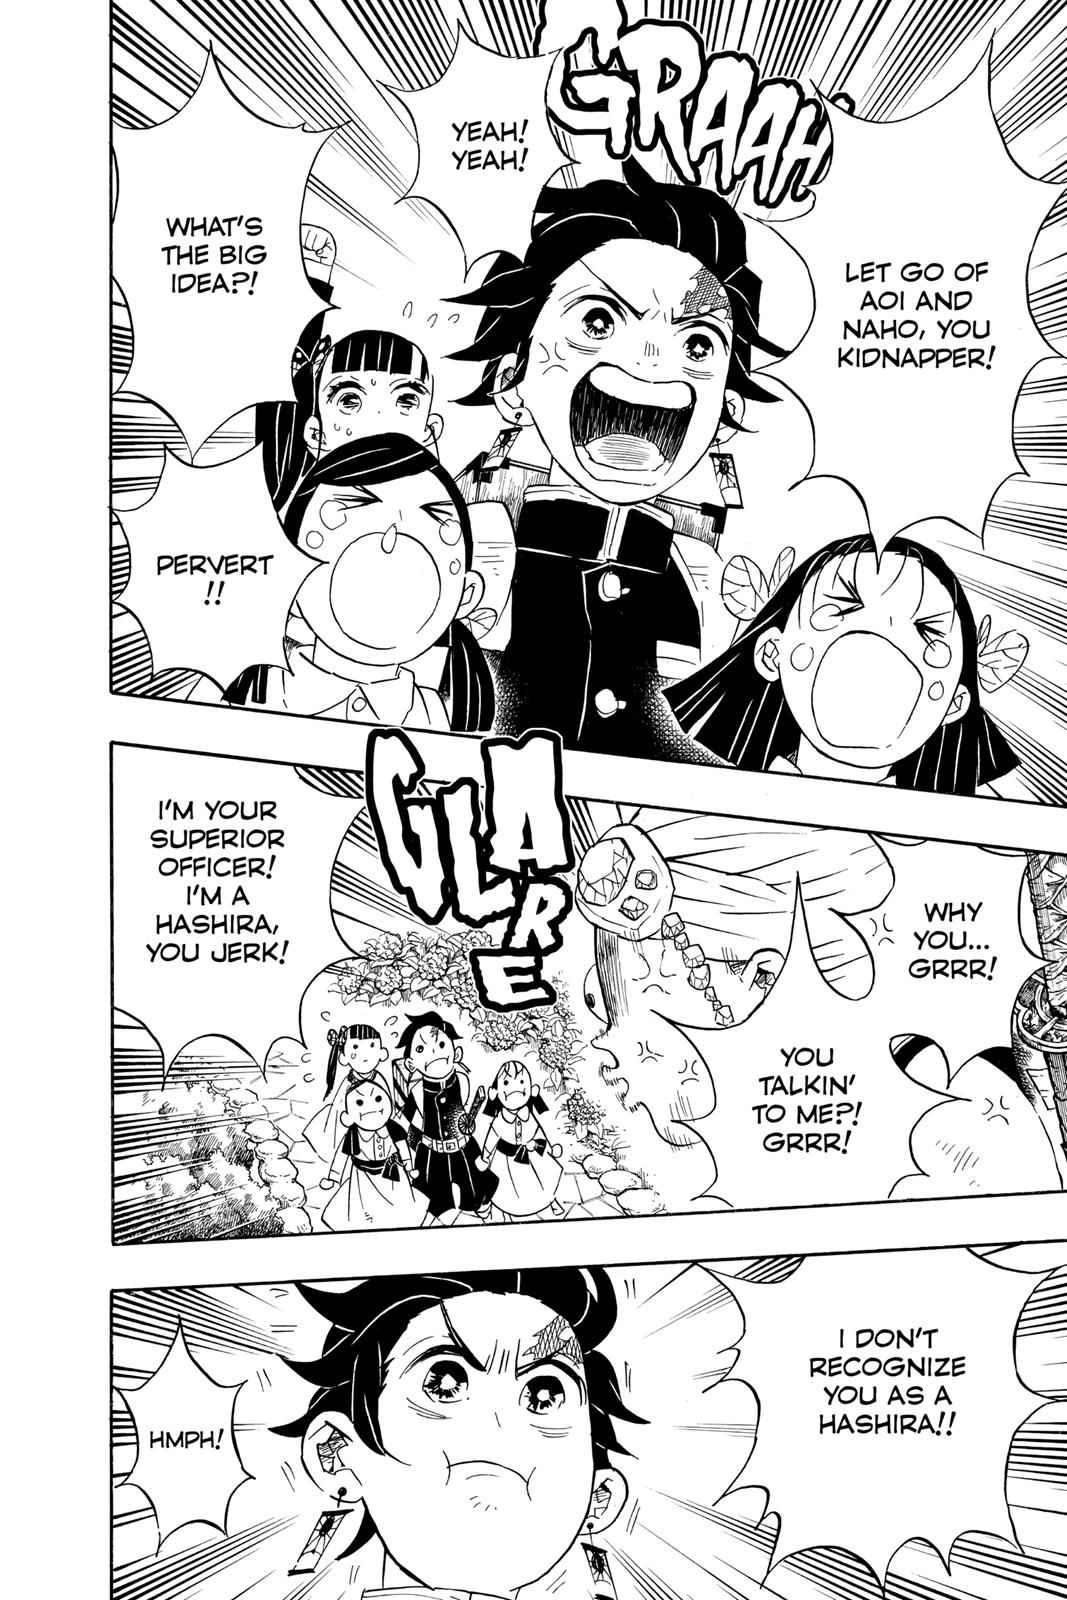 GRAAH
LET GO OF
AOI AND
NAHO, YOU
KIDNAPPER!
YEAH!
YEAH!
WHAT'S
THE BIG
IDEA?!
PERVERT
!!
WHY
YOU...
GRRR!
YOU
TALKIN'
TO ME?!
GRRR!
GLARE
I'M YOUR
SUPERIOR
OFFICER!
I'M A
HASHIRA,
YOU JERK!
I DON'T
RECOGNIZE
YOU AS A
HASHIRA!!
HMPH!